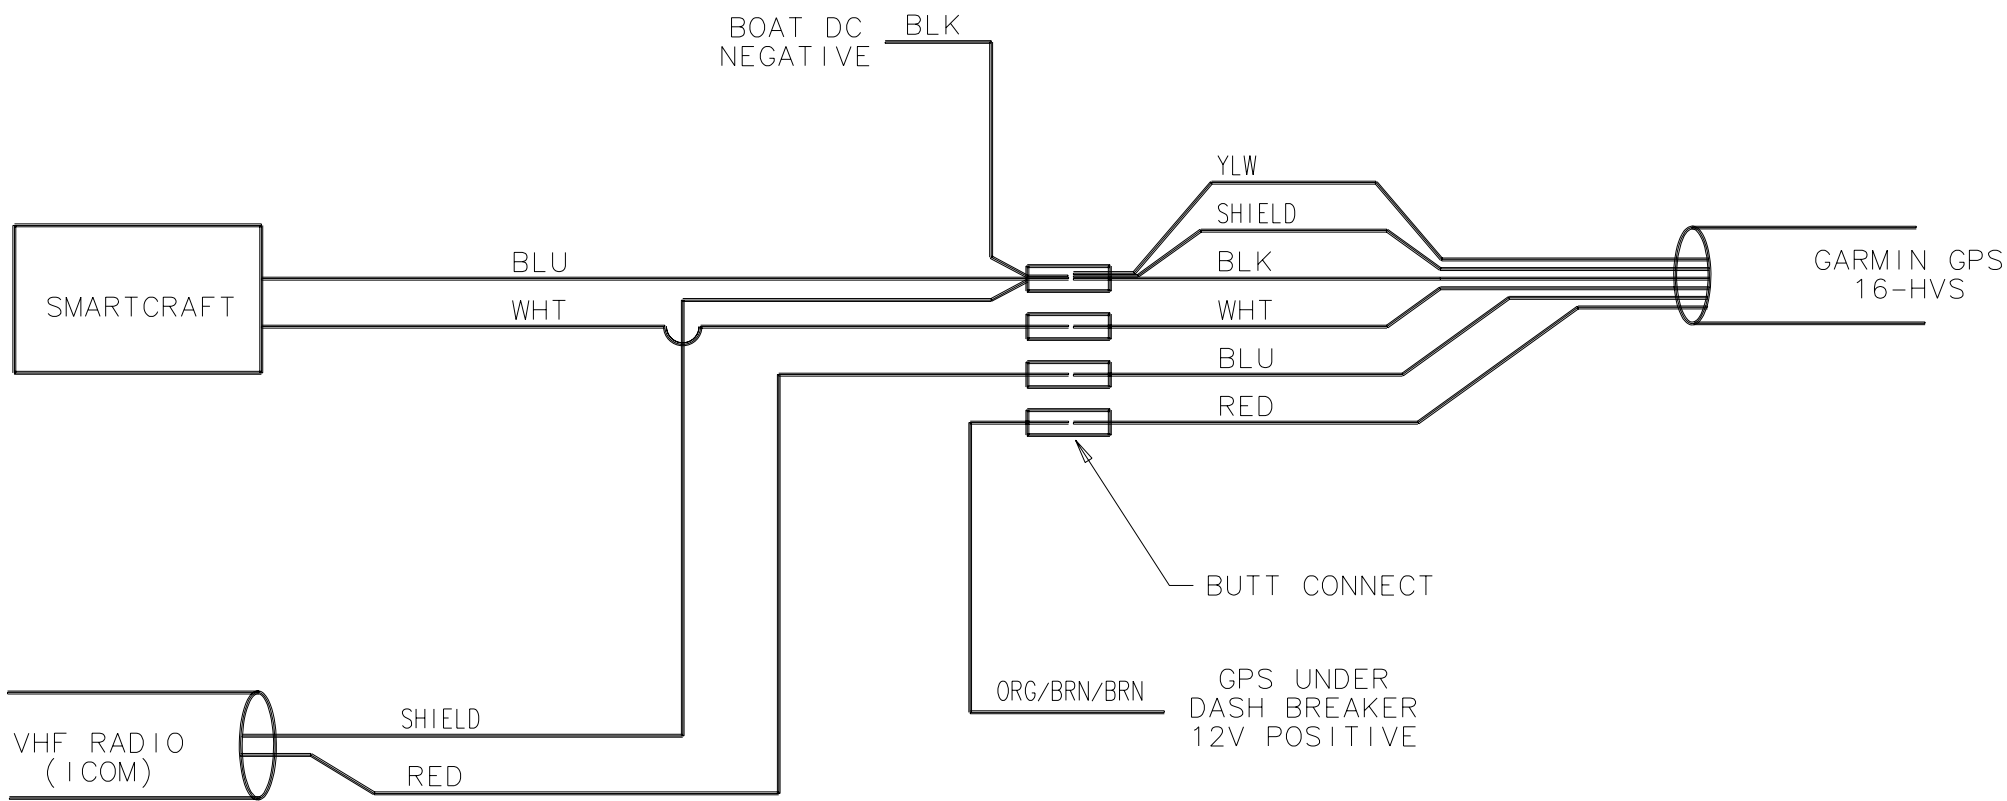 BOAT DC
NEGATIVE
BLK
YLW
SHIELD
BLU
BLK
GARMIN GPS
16-HVS
SMARTCRAFT
WHT
WHT
BLU
RED
BUTT CONNECT
ORG/BRN/BRN
GPS UNDER
DASH BREAKER
12V POSITIVE
SHIELD
VHF RADIO
(ICOM)
RED